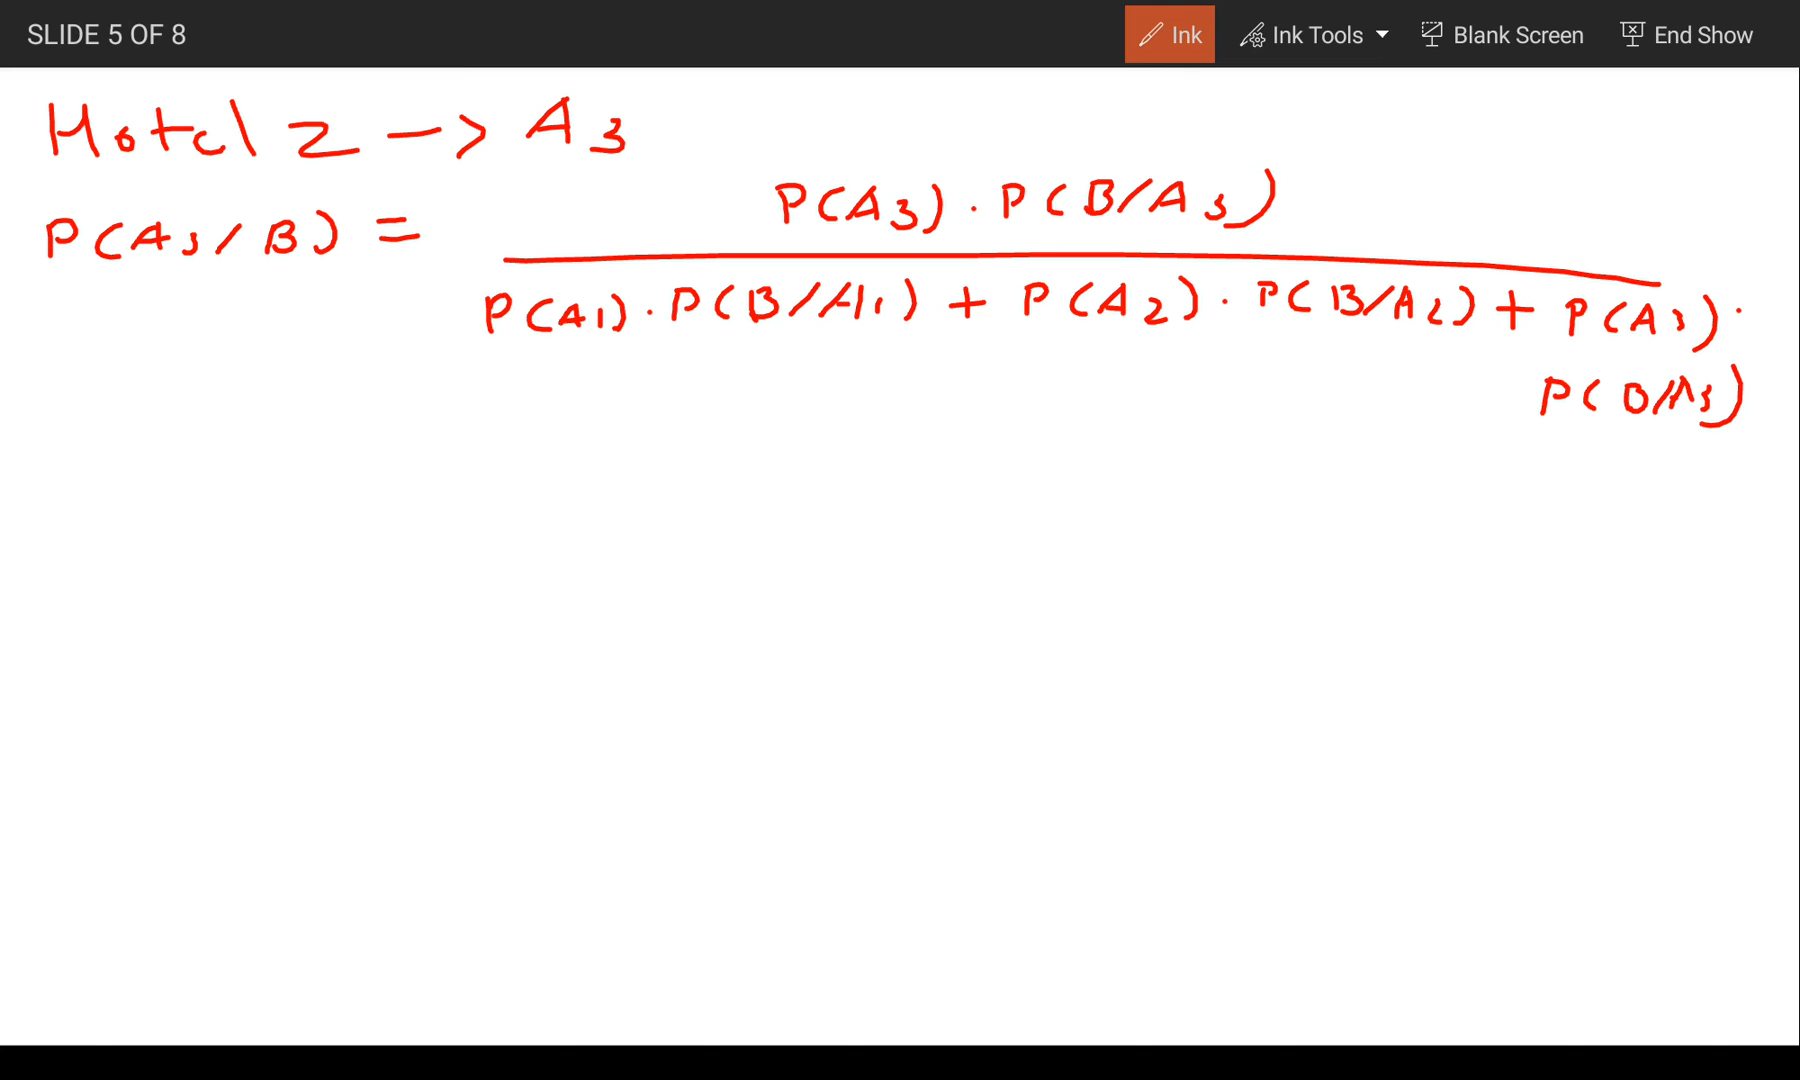 SLIDE 5 OF 8 Ink Ink Tools Blank Screen End Show
Hotel Z -> A3
P(A3/B) = P(A3) . P(B/A3)
P(A1) . P(B/A1) + P(A2) . P(B/A2) + P(A3) .
P(B/A3)